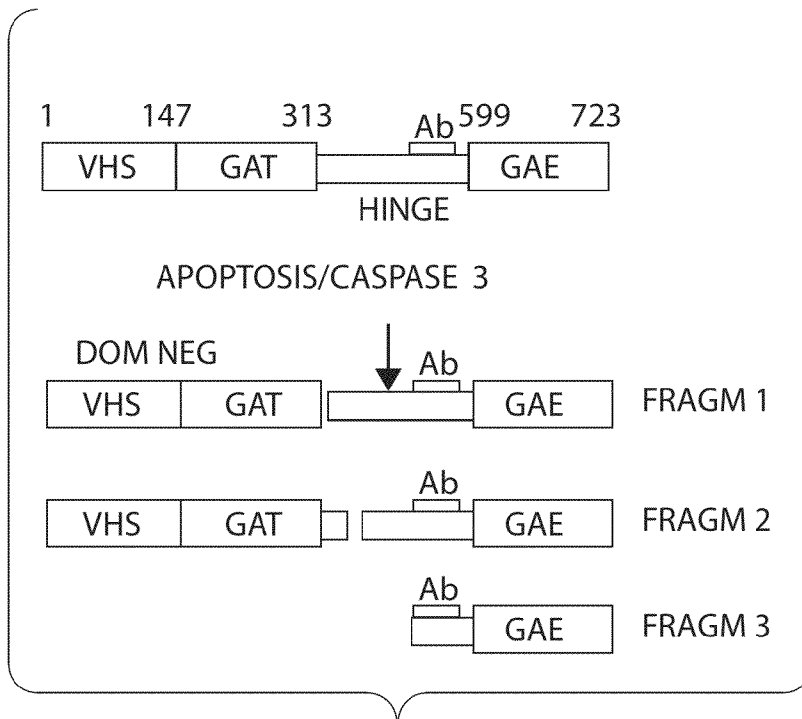 1 147 313 Ab 599 723
VHS GAT GAE
HINGE
APOPTOSIS/CASPASE 3
DOM NEG
Ab
VHS GAT GAE FRAGM 1
Ab
VHS GAT GAE FRAGM 2
Ab
GAE FRAGM 3